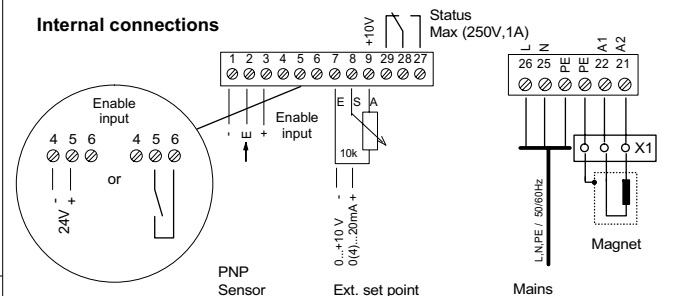 Internal connections
Status
Max (250V,1A)
+10V
1 2 3 4 5 6 7 8 9 29 28 27
L N PE PE A1 A2
26 25 22 21
Enable
input
4 5 6 4 5 6
or
- +
24V
- E +
Enable
input
E S A
10k
- +
0...+10 V
0(4)...20mA
X1
L,N,PE / 50/60Hz
Magnet
PNP
Sensor
Ext. set point
Mains